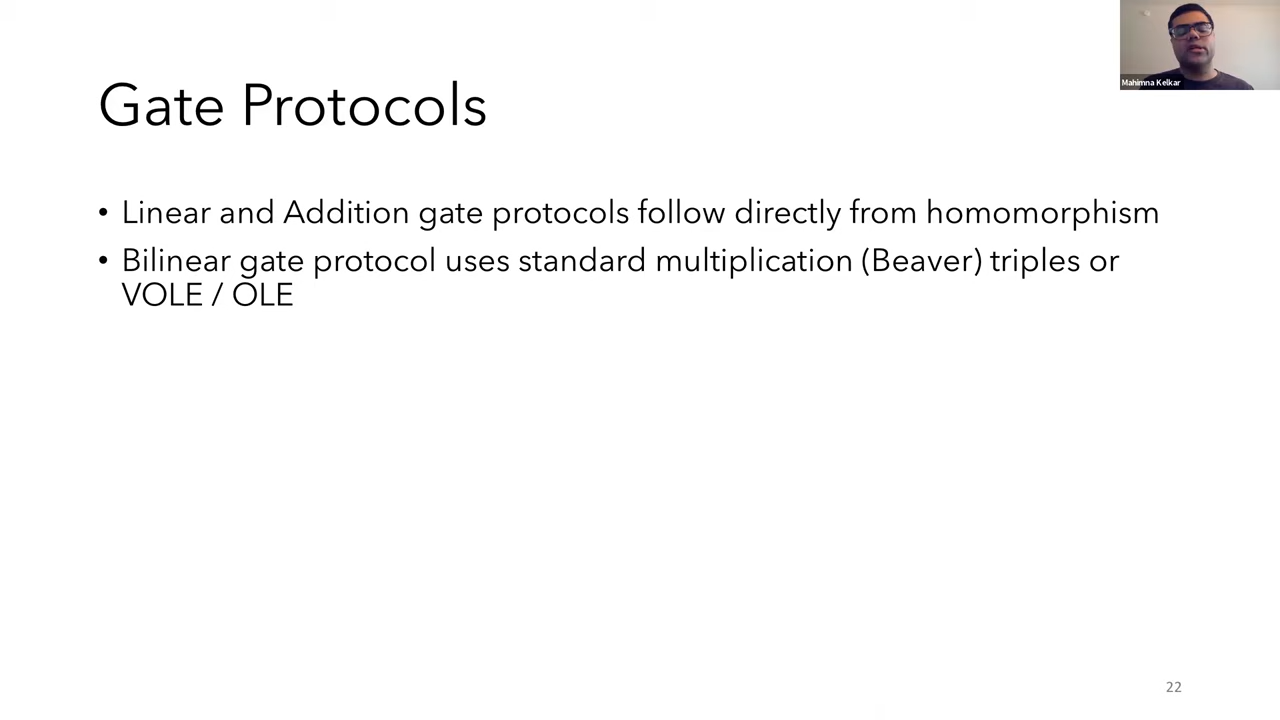 Mahimna Kelkar
Gate Protocols
• Linear and Addition gate protocols follow directly from homomorphism
• Bilinear gate protocol uses standard multiplication (Beaver) triples or
VOLE / OLE
22